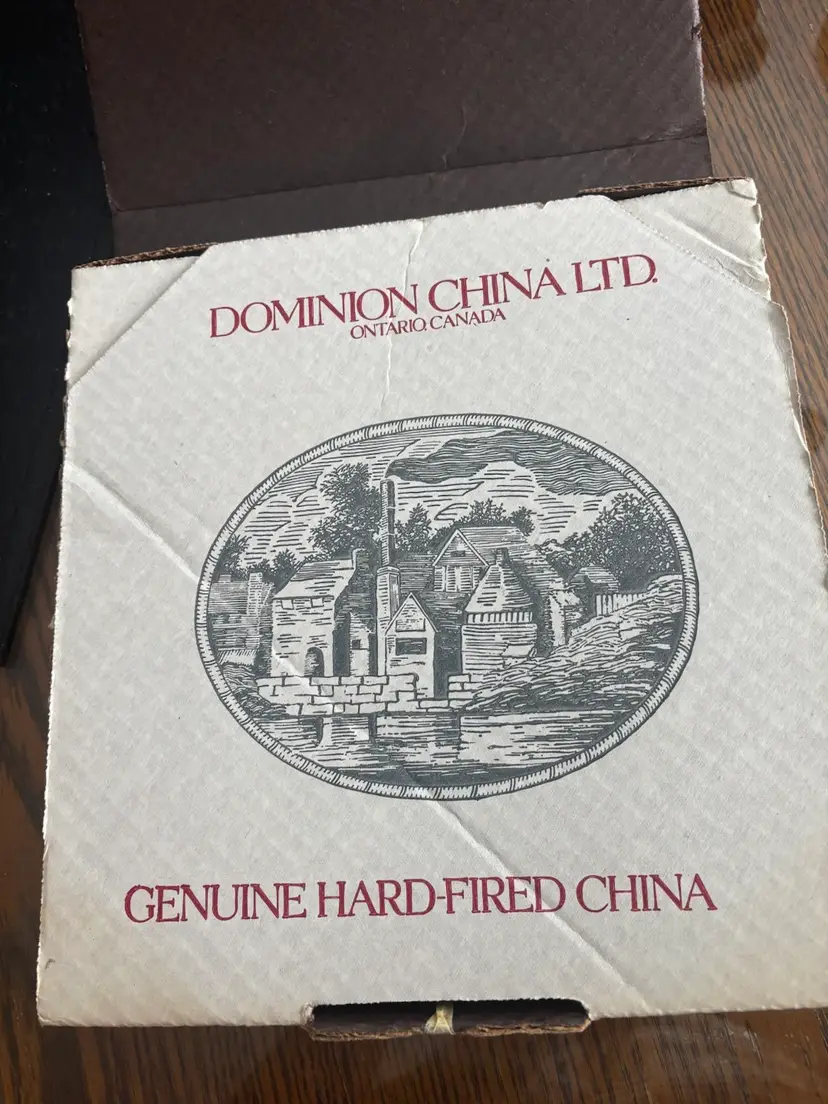 DOMINION CHINA LTD.
ONTARIO, CANADA
GENUINE HARD-FIRED CHINA